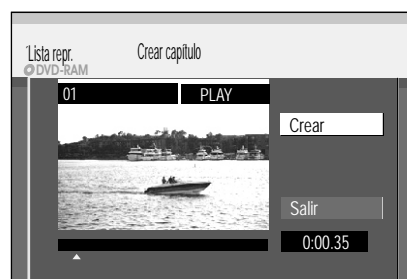 Lista repr. Crear capítulo
DVD-RAM
01 PLAY
Crear
Salir
0:00.35